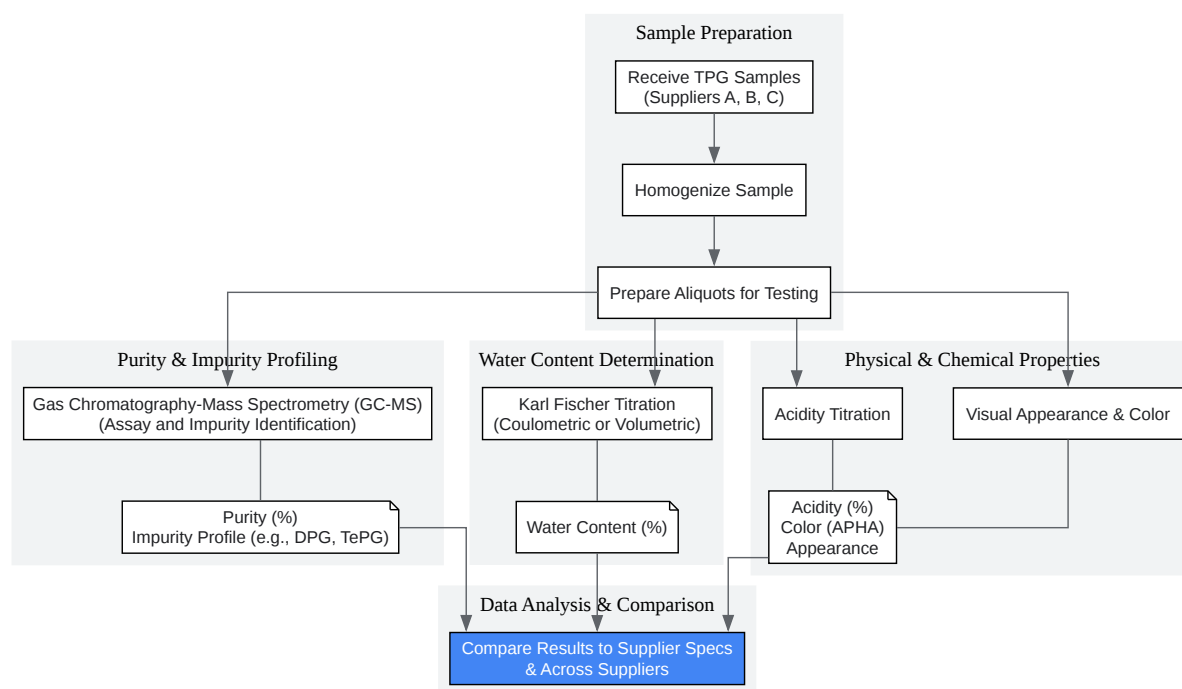 Sample Preparation
Receive TPG Samples
(Suppliers A, B, C)
Homogenize Sample
Prepare Aliquots for Testing
Purity & Impurity Profiling
Gas Chromatography-Mass Spectrometry (GC-MS)
(Assay and Impurity Identification)
Purity (%)
Impurity Profile (e.g., DPG, TePG)
Water Content Determination
Karl Fischer Titration
(Coulometric or Volumetric)
Water Content (%)
Physical & Chemical Properties
Acidity Titration
Visual Appearance & Color
Acidity (%)
Color (APHA)
Appearance
Data Analysis & Comparison
Compare Results to Supplier Specs
& Across Suppliers